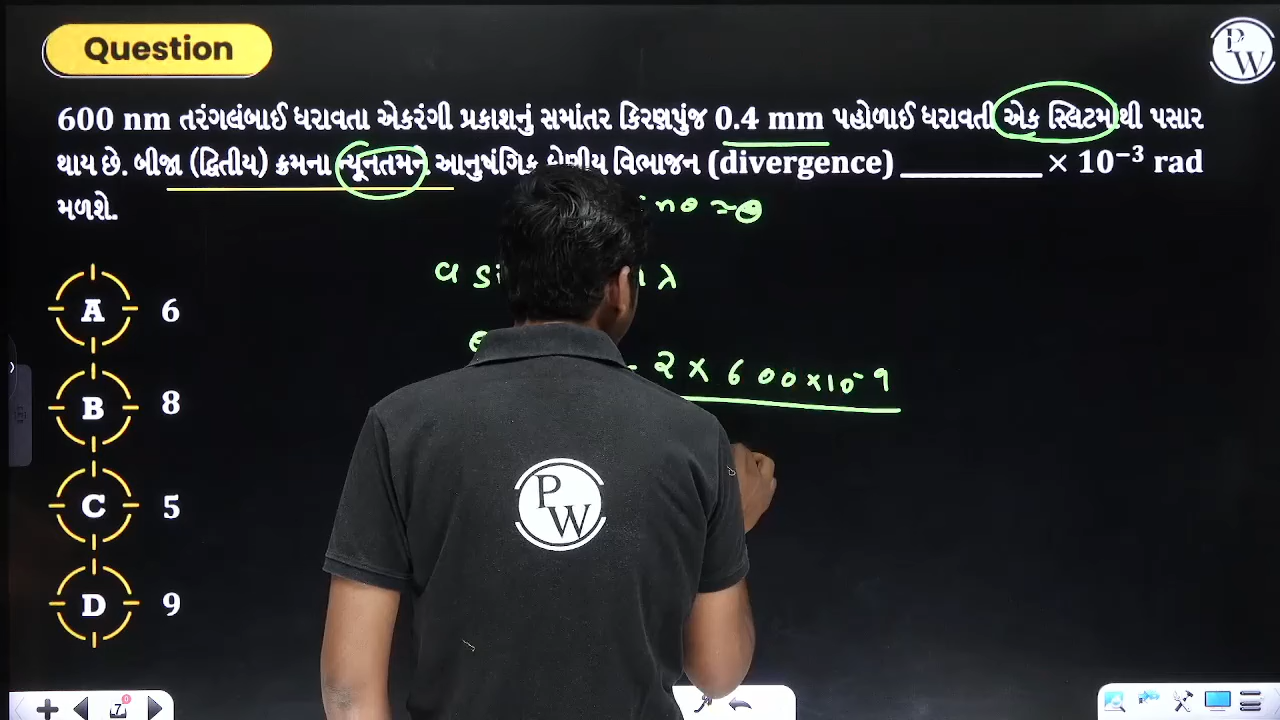 Question
PW
600 nm તરંગલંબાઈ ધરાવતા એકરંગી પ્રકાશનું સમાંતર કિરણપુંજ 0.4 mm પહોળાઈ ધરાવતી એક સ્લિટમાંથી પસાર
થાય છે. બીજા (દ્વિતીય) ક્રમના ન્યૂનતમને આનુષંગિક કોણીય વિભાજન (divergence) ________ × 10⁻³ rad
મળશે.
in θ ≈ θ
a si λ
2 × 600×10⁻⁹
A 6
B 8
C 5
D 9
PW